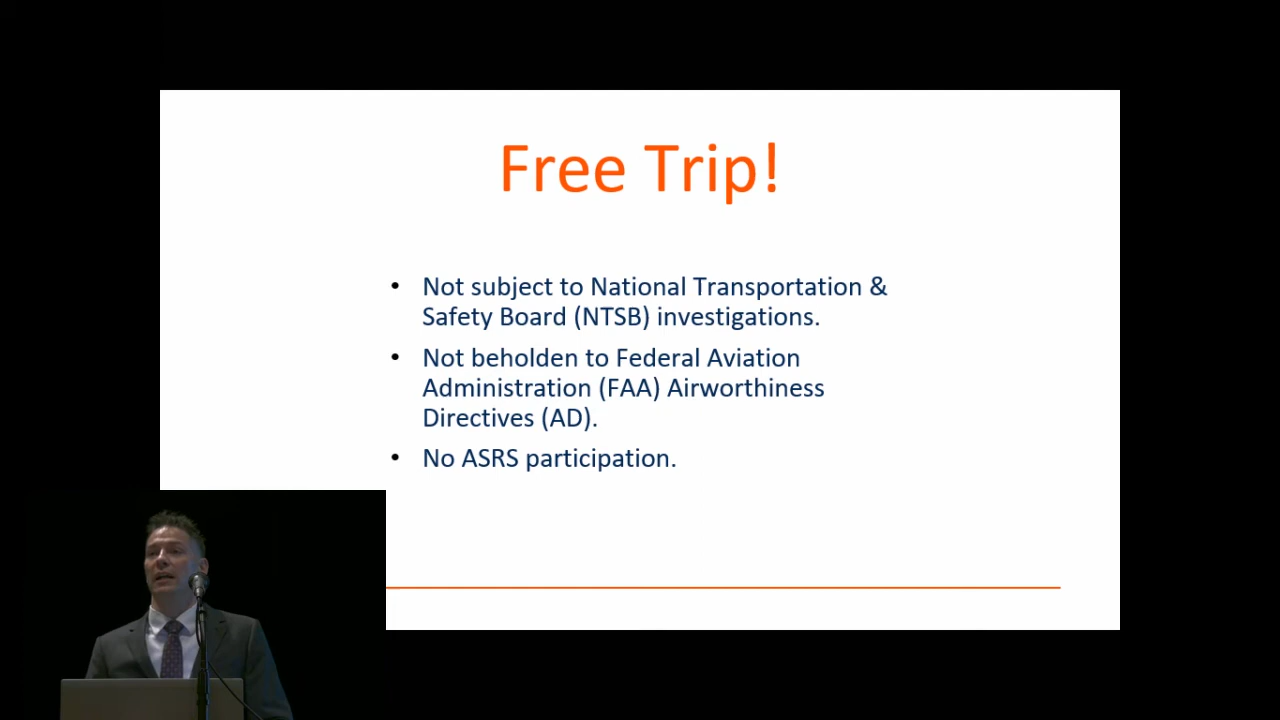 Free Trip!
• Not subject to National Transportation &
Safety Board (NTSB) investigations.
• Not beholden to Federal Aviation
Administration (FAA) Airworthiness
Directives (AD).
• No ASRS participation.